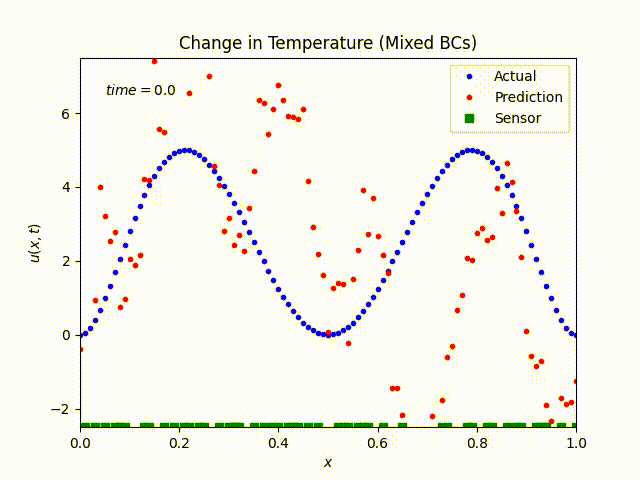 Change in Temperature (Mixed BCs)
time = 0.0
Actual
Prediction
Sensor
6
4
2
0
−2
u(x, t)
0.0 0.2 0.4 0.6 0.8 1.0
x